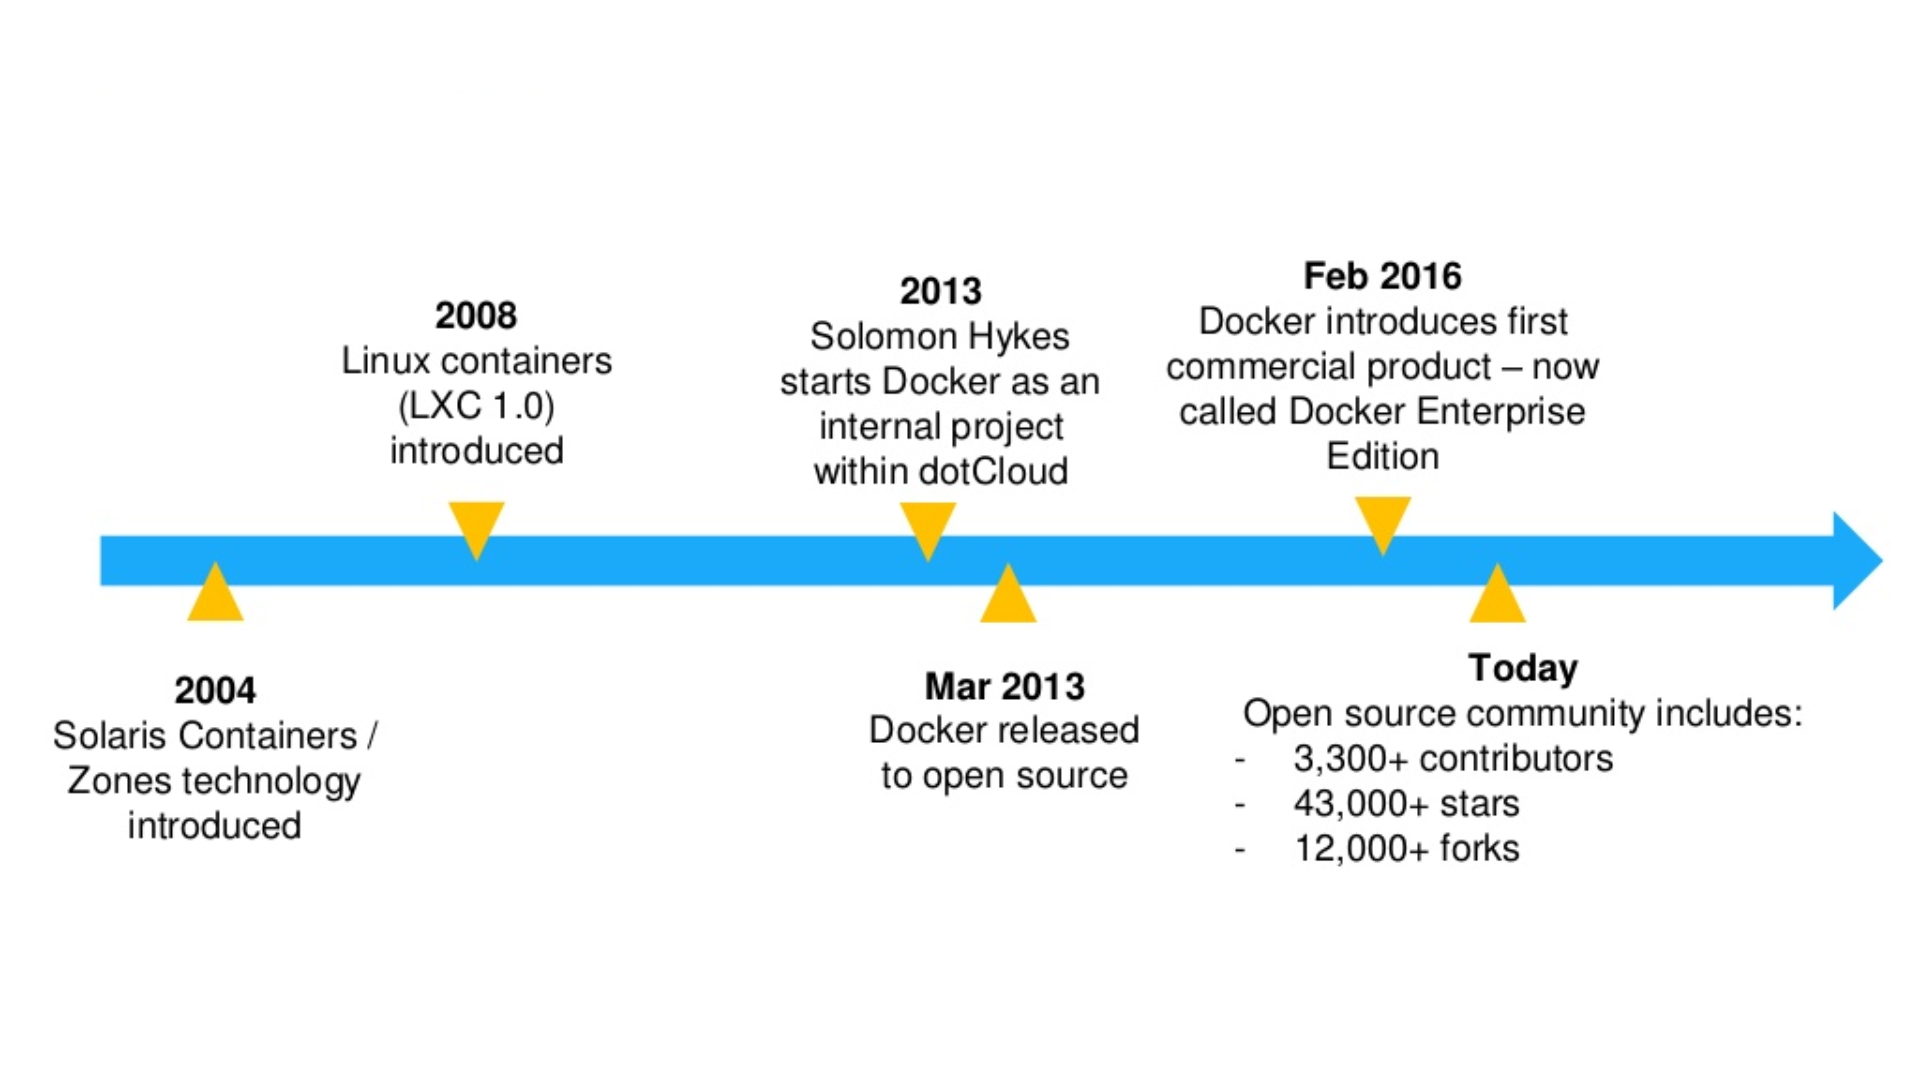 2004
Solaris Containers /
Zones technology
introduced
2008
Linux containers
(LXC 1.0)
introduced
2013
Solomon Hykes
starts Docker as an
internal project
within dotCloud
Mar 2013
Docker released
to open source
Feb 2016
Docker introduces first
commercial product – now
called Docker Enterprise
Edition
Today
Open source community includes:
- 3,300+ contributors
- 43,000+ stars
- 12,000+ forks